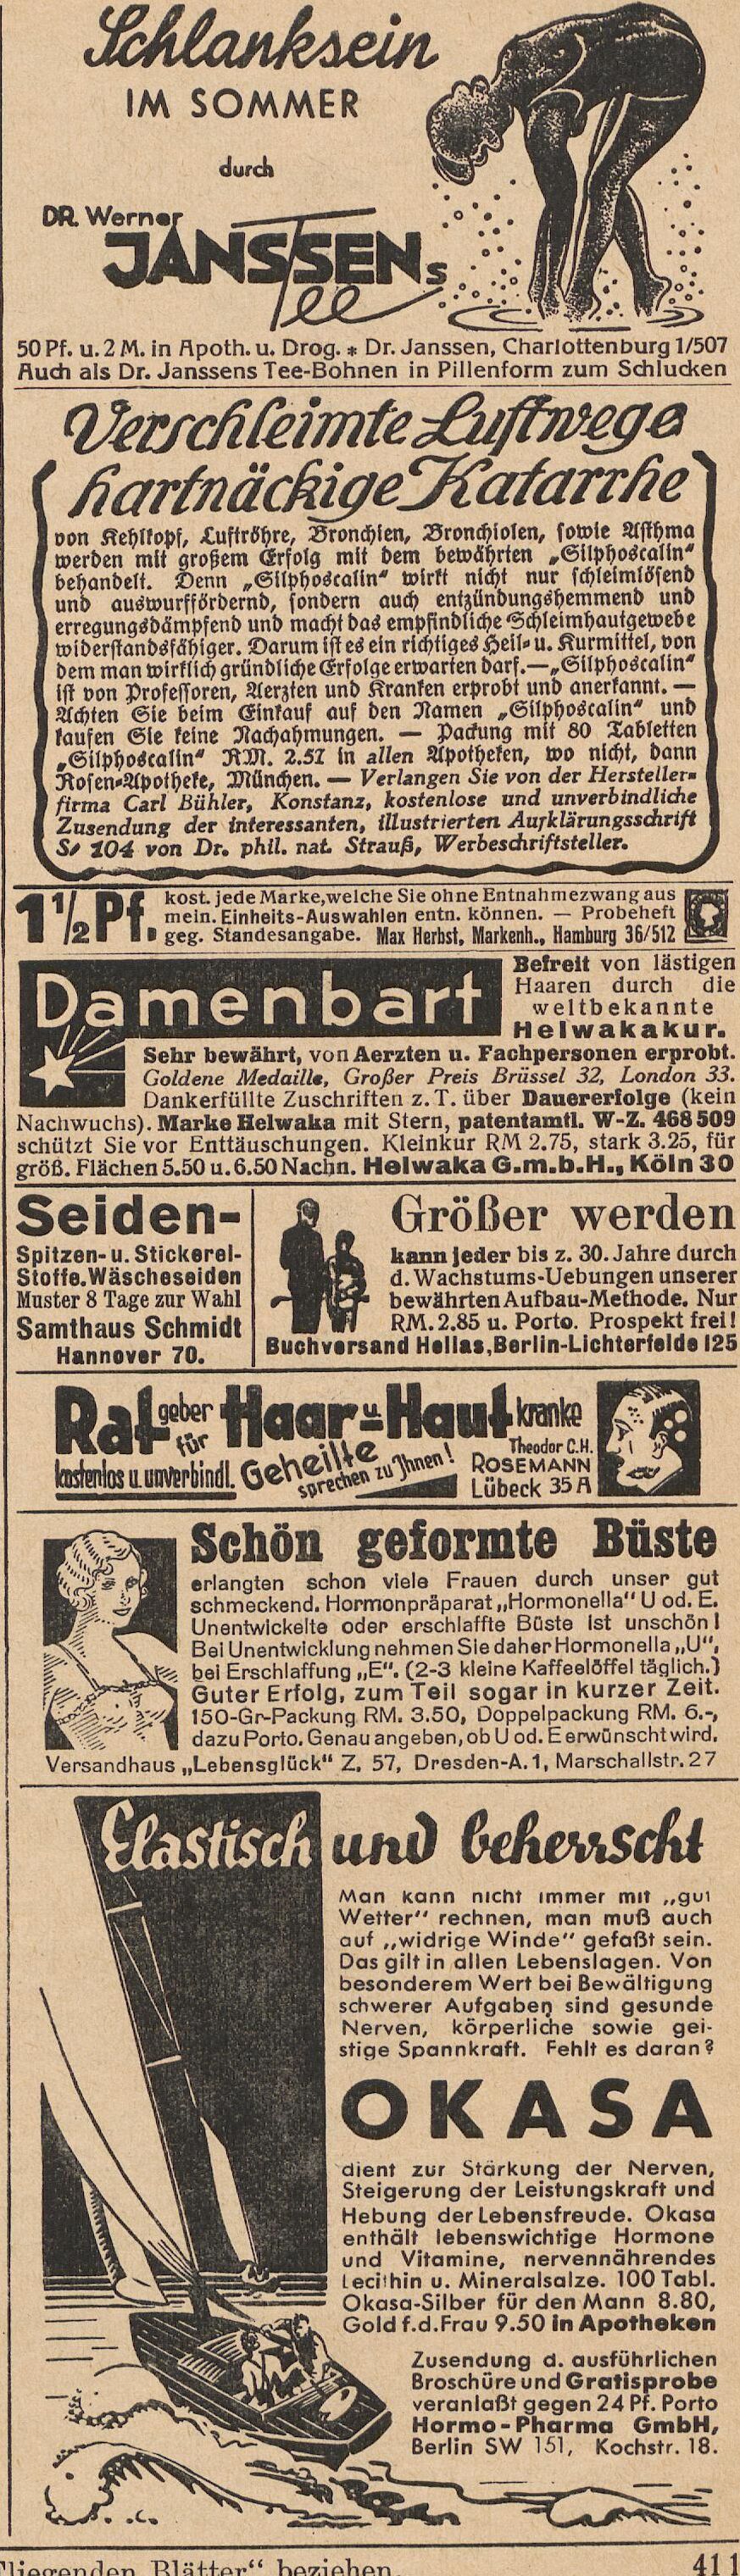 Schlanksein
IM SOMMER
durch
DR. Werner
JANSSENs
Tee
50 Pf. u. 2 M. in Apoth. u. Drog. * Dr. Janssen, Charlottenburg 1/507
Auch als Dr. Janssens Tee-Bohnen in Pillenform zum Schlucken
Verschleimte Luftwege
hartnäckige Katarrhe
von Kehlkopf, Luftröhre, Bronchien, Bronchiolen, sowie Asthma
werden mit großem Erfolg mit dem bewährten „Silphoscalin“
behandelt. Denn „Silphoscalin“ wirkt nicht nur schleimlösend
und auswurffördernd, sondern auch entzündungshemmend und
erregungsdämpfend und macht das empfindliche Schleimhautgewebe
widerstandsfähiger. Darum ist es ein richtiges Heil- u. Kurmittel, von
dem man wirklich gründliche Erfolge erwarten darf.—„Silphoscalin“
ist von Professoren, Aerzten und Kranken erprobt und anerkannt. —
Achten Sie beim Einkauf auf den Namen „Silphoscalin“ und
kaufen Sie keine Nachahmungen. — Packung mit 80 Tabletten
„Silphoscalin“ RM. 2.57 in allen Apotheken, wo nicht, dann
Rosen-Apotheke, München. — Verlangen Sie von der Hersteller-
firma Carl Bühler, Konstanz, kostenlose und unverbindliche
Zusendung der interessanten, illustrierten Aufklärungsschrift
S/ 104 von Dr. phil. nat. Strauß, Werbeschriftsteller.
1½ Pf. kost. jede Marke, welche Sie ohne Entnahmezwang aus
mein. Einheits-Auswahlen entn. können. — Probeheft
geg. Standesangabe. Max Herbst, Markenh., Hamburg 36/512
Damenbart
Befreit von lästigen
Haaren durch die
weltbekannte
Helwakakur.
Sehr bewährt, von Aerzten u. Fachpersonen erprobt.
Goldene Medaille, Großer Preis Brüssel 32, London 33.
Dankerfüllte Zuschriften z. T. über Dauererfolge (kein
Nachwuchs). Marke Helwaka mit Stern, patentamtl. W-Z. 468 509
schützt Sie vor Enttäuschungen. Kleinkur RM 2.75, stark 3.25, für
größ. Flächen 5.50 u. 6.50 Nachn. Helwaka G.m.b.H., Köln 30
Seiden-
Spitzen- u. Stickerei-
Stoffe. Wäscheseiden
Muster 8 Tage zur Wahl
Samthaus Schmidt
Hannover 70.
Größer werden
kann jeder bis z. 30. Jahre durch
d. Wachstums-Uebungen unserer
bewährten Aufbau-Methode. Nur
RM. 2.85 u. Porto. Prospekt frei!
Buchversand Hellas, Berlin-Lichterfelde 125
Ratgeber für Haar- u. Hautkranke
kostenlos u. unverbindl. Geheilte sprechen zu Ihnen!
Theodor C.H.
ROSEMANN
Lübeck 35 A
Schön geformte Büste
erlangten schon viele Frauen durch unser gut
schmeckend. Hormonpräparat „Hormonella“ U od. E.
Unentwickelte oder erschlaffte Büste ist unschön!
Bei Unentwicklung nehmen Sie daher Hormonella „U“,
bei Erschlaffung „E“. (2-3 kleine Kaffeelöffel täglich.)
Guter Erfolg, zum Teil sogar in kurzer Zeit.
150-Gr-Packung RM. 3.50, Doppelpackung RM. 6.-,
dazu Porto. Genau angeben, ob U od. E erwünscht wird.
Versandhaus „Lebensglück“ Z. 57, Dresden-A. 1, Marschallstr. 27
Elastisch und beherrscht
Man kann nicht immer mit „gut
Wetter“ rechnen, man muß auch
auf „widrige Winde“ gefaßt sein.
Das gilt in allen Lebenslagen. Von
besonderem Wert bei Bewältigung
schwerer Aufgaben sind gesunde
Nerven, körperliche sowie gei-
stige Spannkraft. Fehlt es daran?
OKASA
dient zur Stärkung der Nerven,
Steigerung der Leistungskraft und
Hebung der Lebensfreude. Okasa
enthält lebenswichtige Hormone
und Vitamine, nervennährendes
Lecithin u. Mineralsalze. 100 Tabl.
Okasa-Silber für den Mann 8.80,
Gold f. d. Frau 9.50 in Apotheken
Zusendung d. ausführlichen
Broschüre und Gratisprobe
veranlaßt gegen 24 Pf. Porto
Hormo-Pharma GmbH,
Berlin SW 151, Kochstr. 18.
Fliegenden Blätter“ beziehen.
411